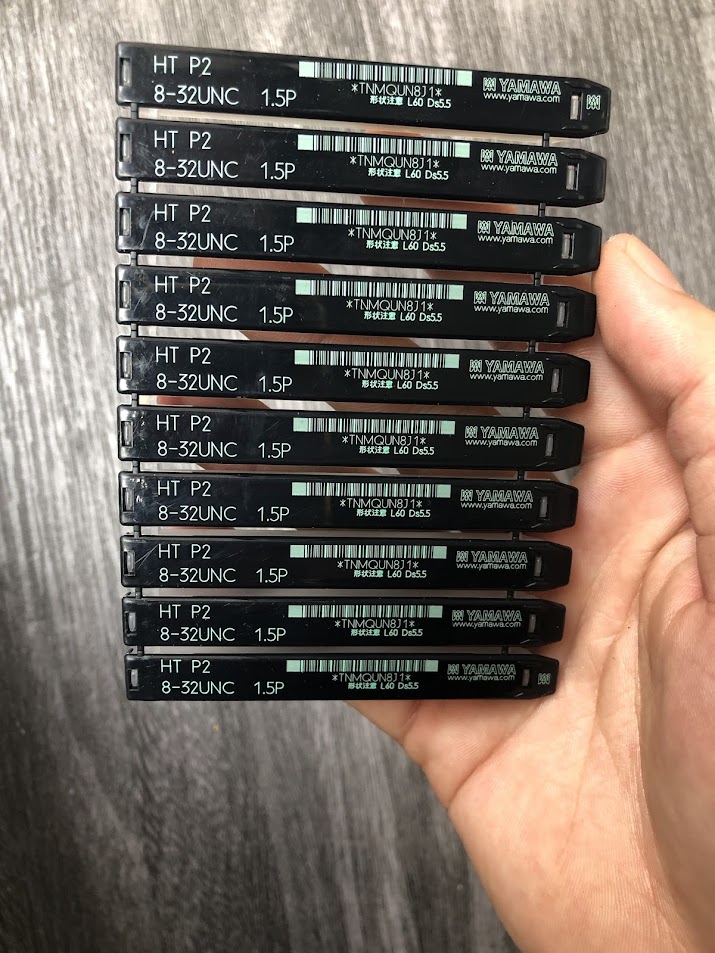 HT P2
8-32UNC 1.5P
*TNMQUN8J1*
形状注意 L60 Ds5.5
YAMAWA
www.yamawa.com
HT P2
8-32UNC 1.5P
*TNMQUN8J1*
形状注意 L60 Ds5.5
YAMAWA
www.yamawa.com
HT P2
8-32UNC 1.5P
*TNMQUN8J1*
形状注意 L60 Ds5.5
YAMAWA
www.yamawa.com
HT P2
8-32UNC 1.5P
*TNMQUN8J1*
形状注意 L60 Ds5.5
YAMAWA
www.yamawa.com
HT P2
8-32UNC 1.5P
*TNMQUN8J1*
形状注意 L60 Ds5.5
YAMAWA
www.yamawa.com
HT P2
8-32UNC 1.5P
*TNMQUN8J1*
形状注意 L60 Ds5.5
YAMAWA
www.yamawa.com
HT P2
8-32UNC 1.5P
*TNMQUN8J1*
形状注意 L60 Ds5.5
YAMAWA
www.yamawa.com
HT P2
8-32UNC 1.5P
*TNMQUN8J1*
形状注意 L60 Ds5.5
YAMAWA
www.yamawa.com
HT P2
8-32UNC 1.5P
*TNMQUN8J1*
形状注意 L60 Ds5.5
YAMAWA
www.yamawa.com
HT P2
8-32UNC 1.5P
*TNMQUN8J1*
形状注意 L60 Ds5.5
YAMAWA
www.yamawa.com